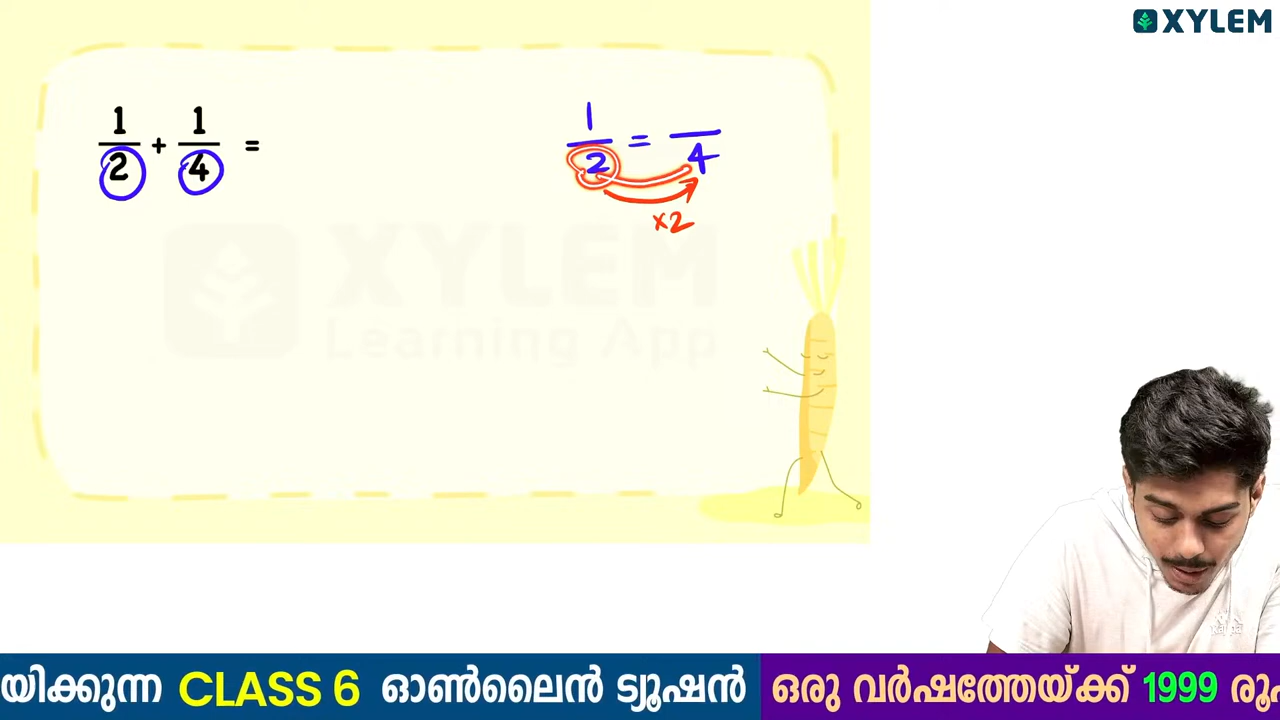 XYLEM
1/2 + 1/4 =
1/2 = /4
×2
XYLEM
Learning App
യിക്കുന്ന CLASS 6 ഓൺലൈൻ ട്യൂഷൻ ഒരു വർഷത്തേയ്ക്ക് 1999